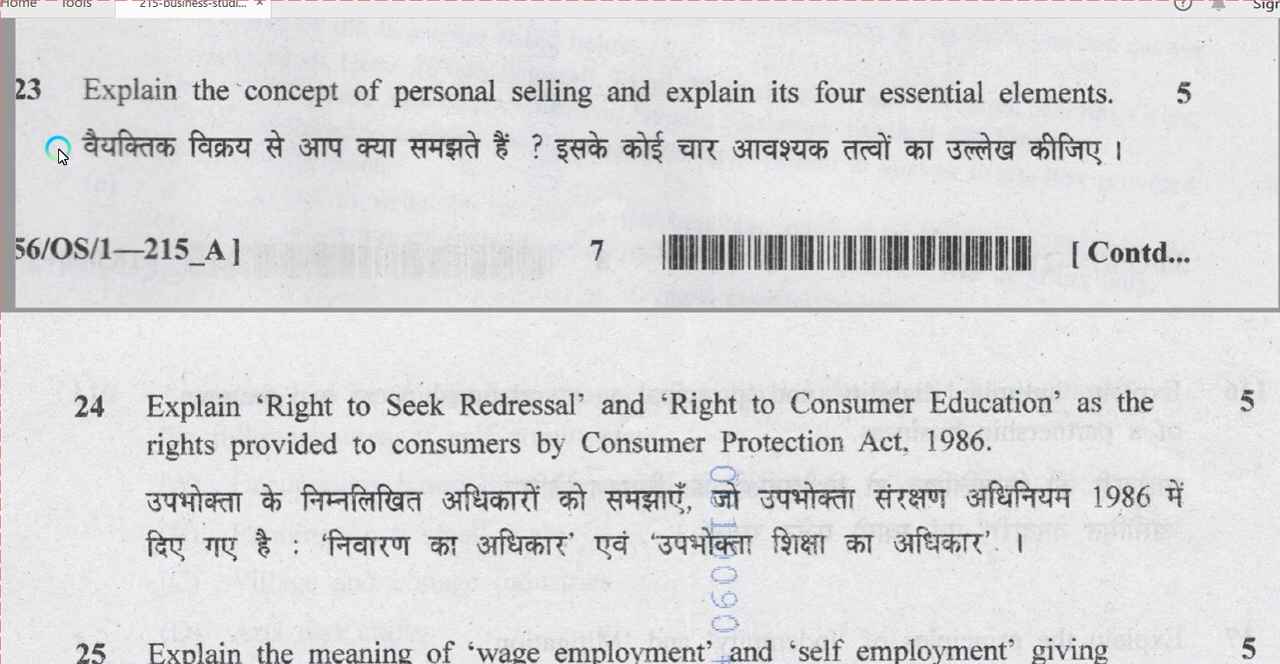 Home Tools 215-business-studi... × ?
23 Explain the concept of personal selling and explain its four essential elements. 5
वैयक्तिक विक्रय से आप क्या समझते हैं ? इसके कोई चार आवश्यक तत्वों का उल्लेख कीजिए ।
56/OS/1—215_A ] 7 [ Contd...
24 Explain ‘Right to Seek Redressal’ and ‘Right to Consumer Education’ as the 5
rights provided to consumers by Consumer Protection Act, 1986.
उपभोक्ता के निम्नलिखित अधिकारों को समझाएँ, जो उपभोक्ता संरक्षण अधिनियम 1986 में
दिए गए है : ‘निवारण का अधिकार’ एवं ‘उपभोक्ता शिक्षा का अधिकार’ ।
25 Explain the meaning of ‘wage employment’ and ‘self employment’ giving 5